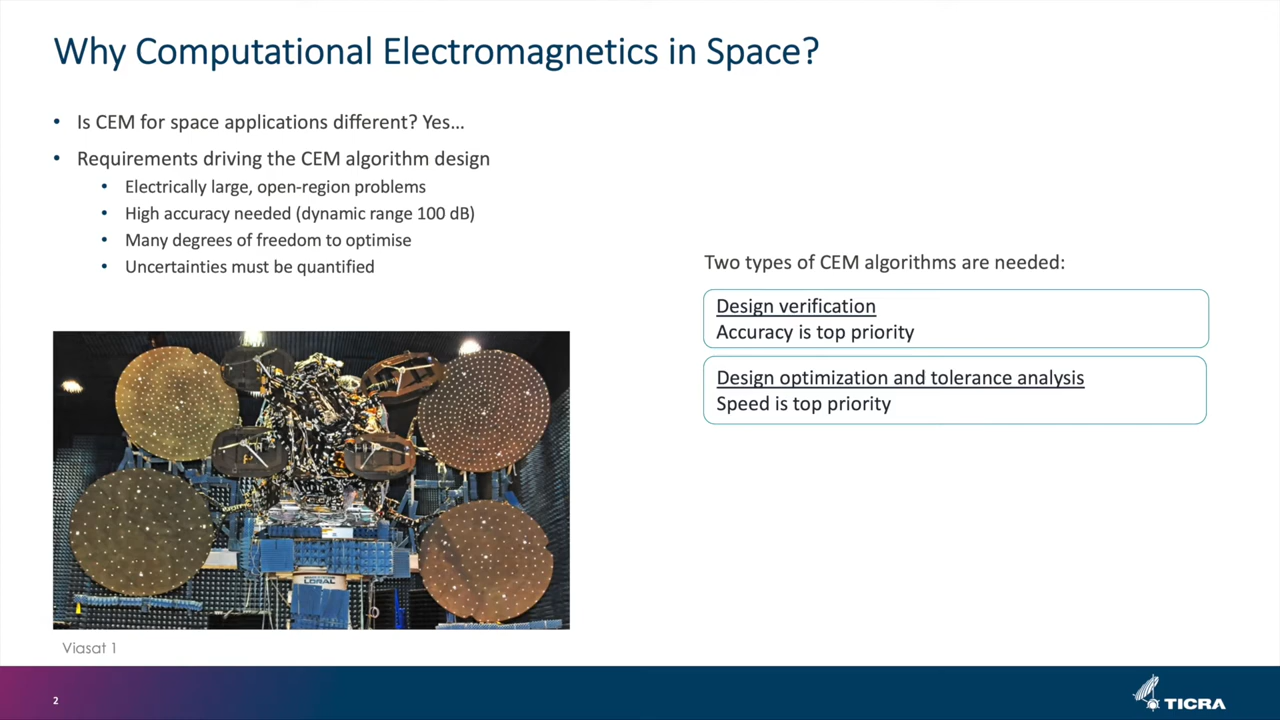 Why Computational Electromagnetics in Space?
• Is CEM for space applications different? Yes…
• Requirements driving the CEM algorithm design
• Electrically large, open-region problems
• High accuracy needed (dynamic range 100 dB)
• Many degrees of freedom to optimise
• Uncertainties must be quantified
Two types of CEM algorithms are needed:
Design verification
Accuracy is top priority
Design optimization and tolerance analysis
Speed is top priority
LORAL
Viasat 1
2
TICRA